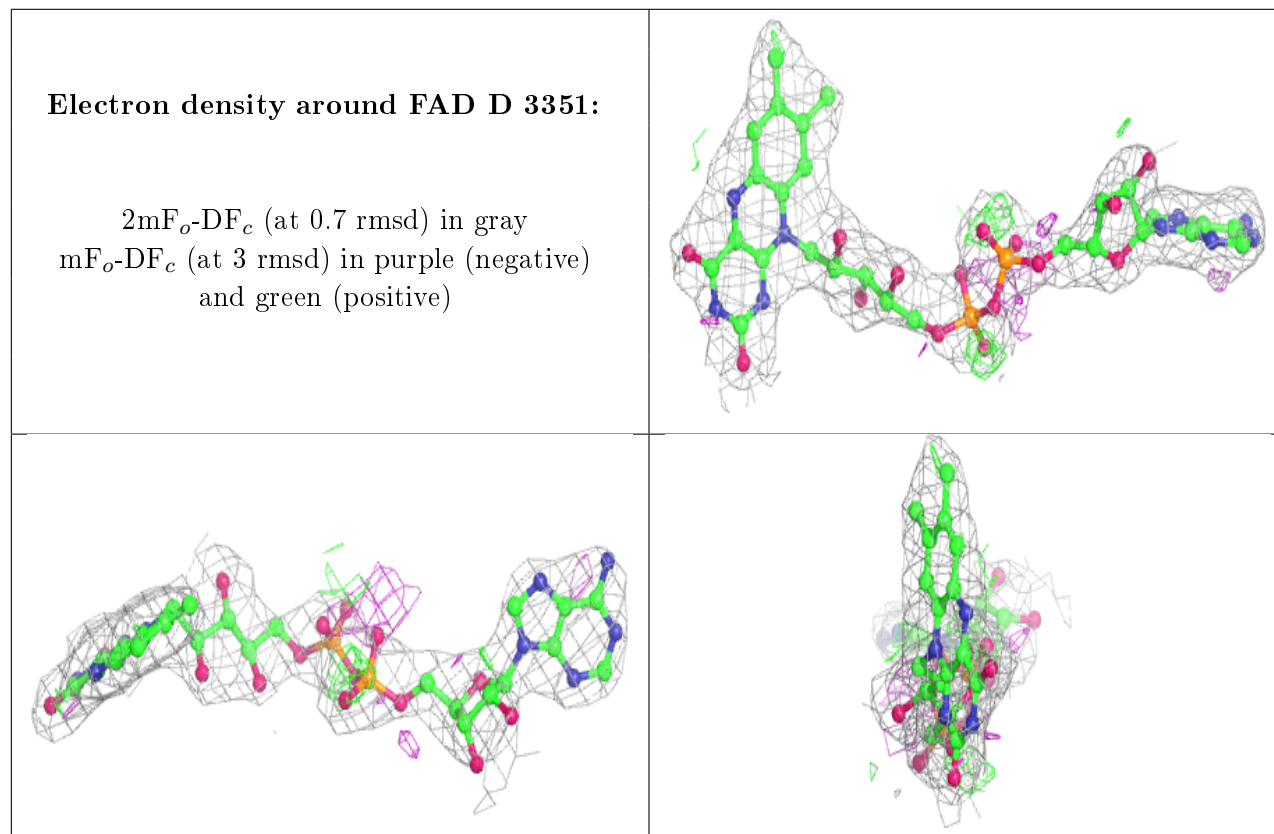 Electron density around FAD D 3351:
2mFo-DFc (at 0.7 rmsd) in gray
mFo-DFc (at 3 rmsd) in purple (negative)
and green (positive)